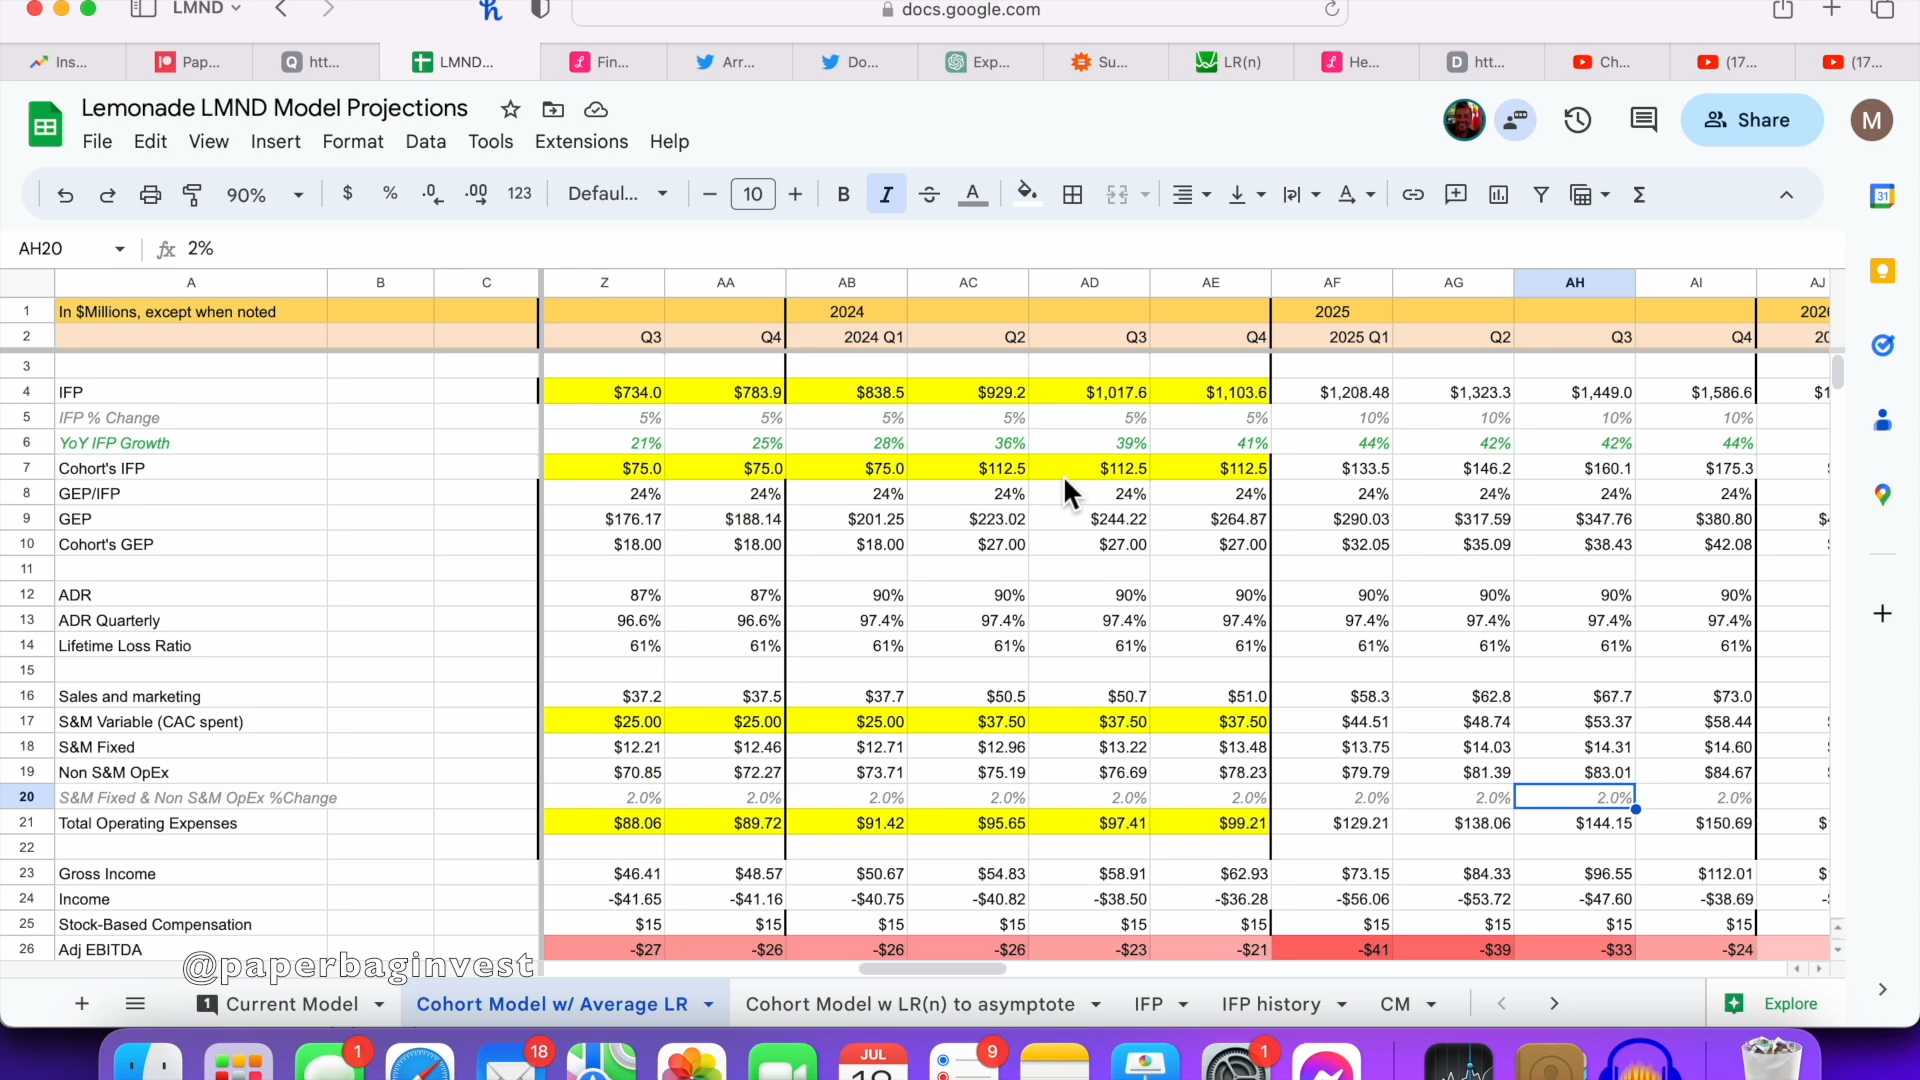 LMND
docs.google.com
Ins... Pap... htt... LMND... Fin... Arr... Do... Exp... Su... LR(n) He... htt... Ch... (17... (17...
Lemonade LMND Model Projections
Share
M
File Edit View Insert Format Data Tools Extensions Help
90% $ % .0 .00 123 Defaul... 10 B I A
31
AH20 fx 2%
A B C Z AA AB AC AD AE AF AG AH AI AJ
1 In $Millions, except when noted 2024 2025 202
2 Q3 Q4 2024 Q1 Q2 Q3 Q4 2025 Q1 Q2 Q3 Q4 20
3
4 IFP $734.0 $783.9 $838.5 $929.2 $1,017.6 $1,103.6 $1,208.48 $1,323.3 $1,449.0 $1,586.6 $1
5 IFP % Change 5% 5% 5% 5% 5% 5% 10% 10% 10% 10%
6 YoY IFP Growth 21% 25% 28% 36% 39% 41% 44% 42% 42% 44%
7 Cohort's IFP $75.0 $75.0 $75.0 $112.5 $112.5 $112.5 $133.5 $146.2 $160.1 $175.3
8 GEP/IFP 24% 24% 24% 24% 24% 24% 24% 24% 24% 24%
9 GEP $176.17 $188.14 $201.25 $223.02 $244.22 $264.87 $290.03 $317.59 $347.76 $380.80 $
10 Cohort's GEP $18.00 $18.00 $18.00 $27.00 $27.00 $27.00 $32.05 $35.09 $38.43 $42.08
11
12 ADR 87% 87% 90% 90% 90% 90% 90% 90% 90% 90%
13 ADR Quarterly 96.6% 96.6% 97.4% 97.4% 97.4% 97.4% 97.4% 97.4% 97.4% 97.4%
14 Lifetime Loss Ratio 61% 61% 61% 61% 61% 61% 61% 61% 61% 61%
15
16 Sales and marketing $37.2 $37.5 $37.7 $50.5 $50.7 $51.0 $58.3 $62.8 $67.7 $73.0
17 S&M Variable (CAC spent) $25.00 $25.00 $25.00 $37.50 $37.50 $37.50 $44.51 $48.74 $53.37 $58.44
18 S&M Fixed $12.21 $12.46 $12.71 $12.96 $13.22 $13.48 $13.75 $14.03 $14.31 $14.60
19 Non S&M OpEx $70.85 $72.27 $73.71 $75.19 $76.69 $78.23 $79.79 $81.39 $83.01 $84.67
20 S&M Fixed & Non S&M OpEx %Change 2.0% 2.0% 2.0% 2.0% 2.0% 2.0% 2.0% 2.0% 2.0% 2.0%
21 Total Operating Expenses $88.06 $89.72 $91.42 $95.65 $97.41 $99.21 $129.21 $138.06 $144.15 $150.69 $
22
23 Gross Income $46.41 $48.57 $50.67 $54.83 $58.91 $62.93 $73.15 $84.33 $96.55 $112.01 $
24 Income -$41.65 -$41.16 -$40.75 -$40.82 -$38.50 -$36.28 -$56.06 -$53.72 -$47.60 -$38.69 -
25 Stock-Based Compensation $15 $15 $15 $15 $15 $15 $15 $15 $15 $15
26 Adj EBITDA -$27 -$26 -$26 -$26 -$23 -$21 -$41 -$39 -$33 -$24
@paperbaginvest
1 Current Model Cohort Model w/ Average LR Cohort Model w LR(n) to asymptote IFP IFP history CM Explore
1 18 JUL 9 1